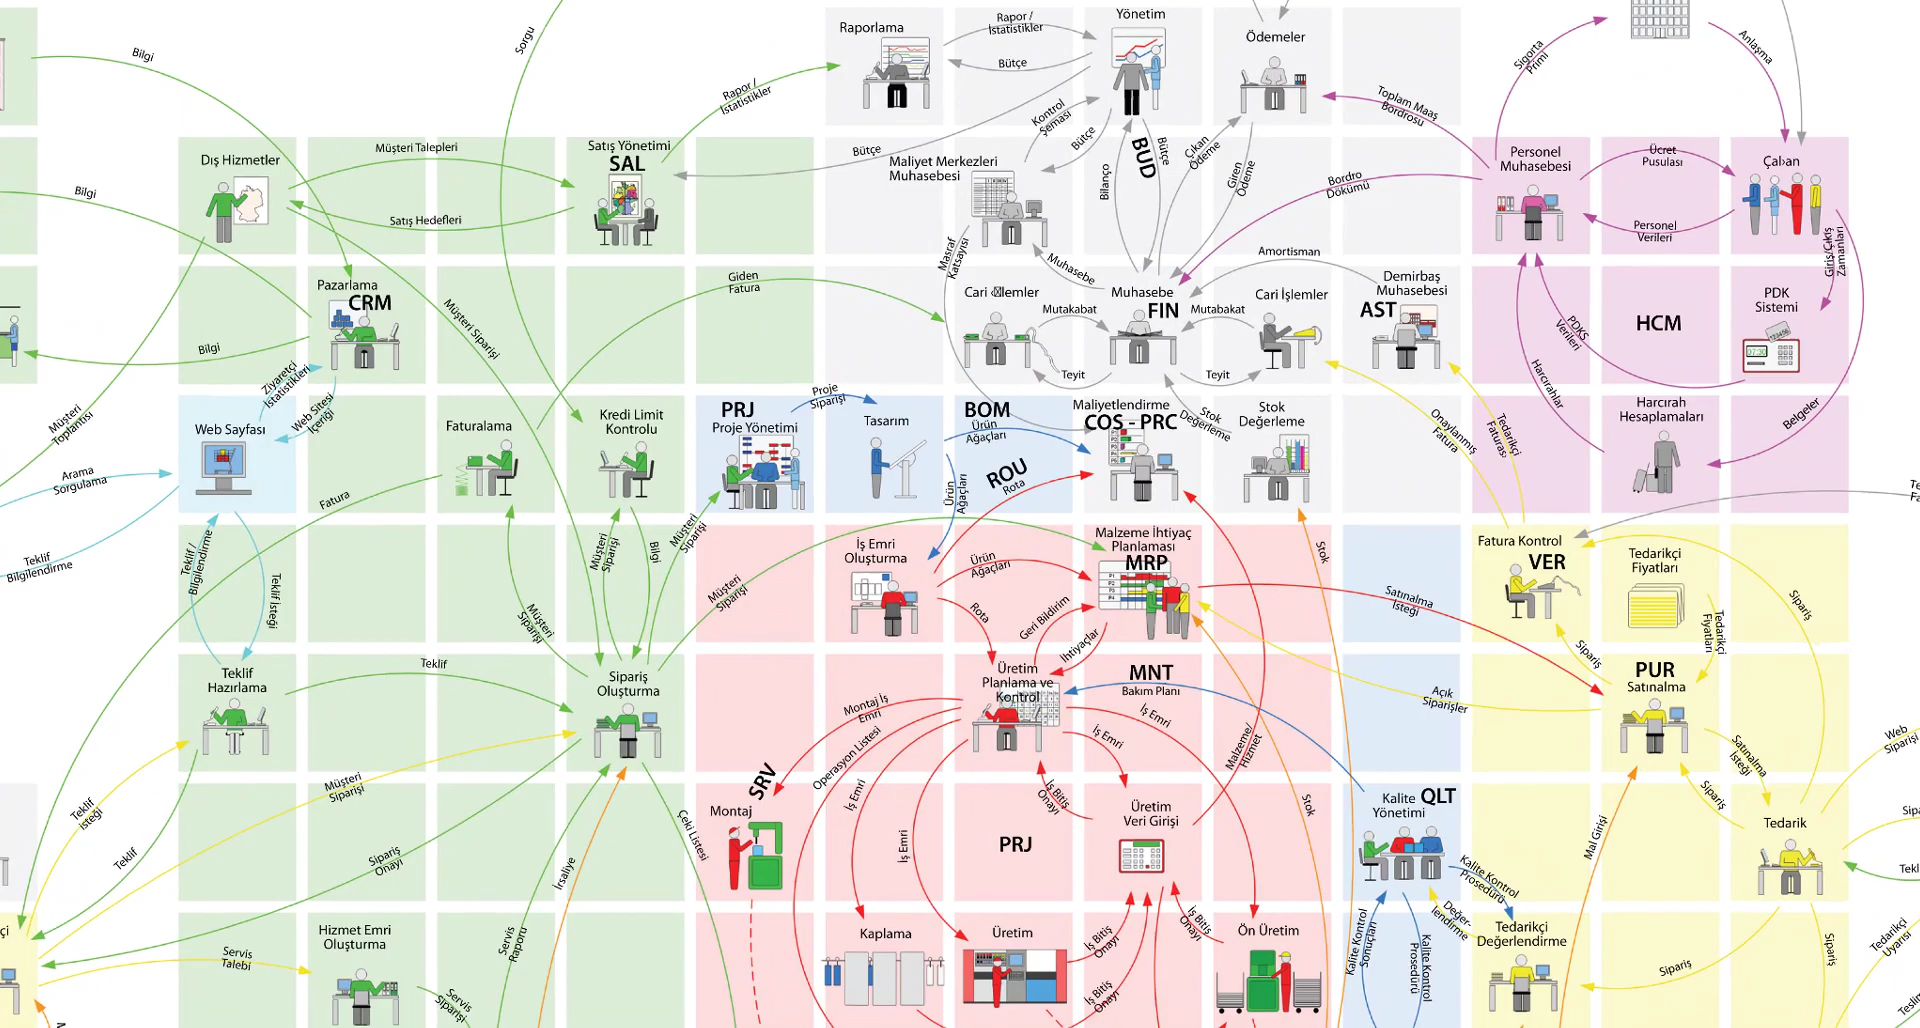 Sorgu
Bilgi
Raporlama
Rapor /
İstatistikler
Bütçe
Yönetim
Ödemeler
Sigorta
Primi
Anlaşma
Rapor /
İstatistikler
Kontrol
Şeması
Bütçe
Toplam Maaş
Bordrosu
Dış Hizmetler
Müşteri Talepleri
Satış Yönetimi
SAL
Bütçe
Maliyet Merkezleri
Muhasebesi
BUD
Bütçe
Bilanço
Çıkan
Ödeme
Giren
Ödeme
Bordro
Dökümü
Personel
Muhasebesi
Ücret
Pusulası
Personel
Verileri
Giriş/Çıkış
Zamanları
Bilgi
Satış Hedefleri
Masraf
Katsayısı
Muhasebe
Amortisman
Pazarlama
CRM
Müşteri Siparişi
Giden
Fatura
Mutakabat
Muhasebe
FIN
Mutabakat
Cari İşlemler
Demirbaş
Muhasebesi
AST
HCM
PDK
Sistemi
PDKS
Verileri
Bilgi
Teyit
Teyit
Harcırahlar
Ziyaretçi
İstatistikleri
Web Sitesi
İçeriği
Müşteri
Toplantısı
Web Sayfası
Faturalama
Kredi Limit
Kontrolu
PRJ
Proje Yönetimi
Proje
Siparişi
Tasarım
BOM
Ürün
Ağaçları
Maliyetlendirme
COS - PRC
Stok
Değerleme
Stok
Değerleme
Onaylanmış
Fatura
Tedarikçi
Faturası
Harcırah
Hesaplamaları
Belgeler
Arama
Sorgulama
Fatura
Ürün
Ağaçları
ROU
Rota
Teklif
Bilgilendirme
Teklif /
Bilgilendirme
Teklif İsteği
Müşteri
Siparişi
Müşteri
Siparişi
Bilgi
Müşteri
Siparişi
Müşteri
Siparişi
İş Emri
Oluşturma
Ürün
Ağaçları
Rota
Malzeme İhtiyaç
Planlaması
MRP
Geri Bildirim
İhtiyaçlar
Stok
Satınalma
İsteği
Fatura Kontrol
VER
Tedarikçi
Fiyatları
Tedarikçi
Fiyatları
Sipariş
Sipariş
Teklif
Hazırlama
Teklif
Sipariş
Oluşturma
Montaj İş
Emri
Operasyon Listesi
Üretim
Planlama ve
Kontrol
MNT
Bakım Planı
İş Emri
İş Emri
Malzeme/
Hizmet
Açık
Siparişler
PUR
Satınalma
Satınalma
İsteği
Sipariş
Web
Siparişi
Teklif
İsteği
Müşteri
Siparişi
Teklif
Sipariş
Onayı
İrsaliye
Çeki Listesi
SRV
Montaj
İş Emri
İş Emri
PRJ
İş Bitiş
Onayı
Üretim
Veri Girişi
Stok
Kalite
Yönetimi
QLT
Kalite Kontrol
Prosedürü
Mal Girişi
Tedarik
Servis
Talebi
Hizmet Emri
Oluşturma
Servis
Siparişi
Servis
Raporu
Kaplama
Üretim
İş Bitiş
Onayı
İş Bitiş
Onayı
İş Bitiş
Onayı
Ön Üretim
Kalite Kontrol
Sonuçları
Kalite Kontrol
Prosedürü
Değer-
lendirme
Tedarikçi
Değerlendirme
Sipariş
Sipariş
Tedarikçi
Uyarısı